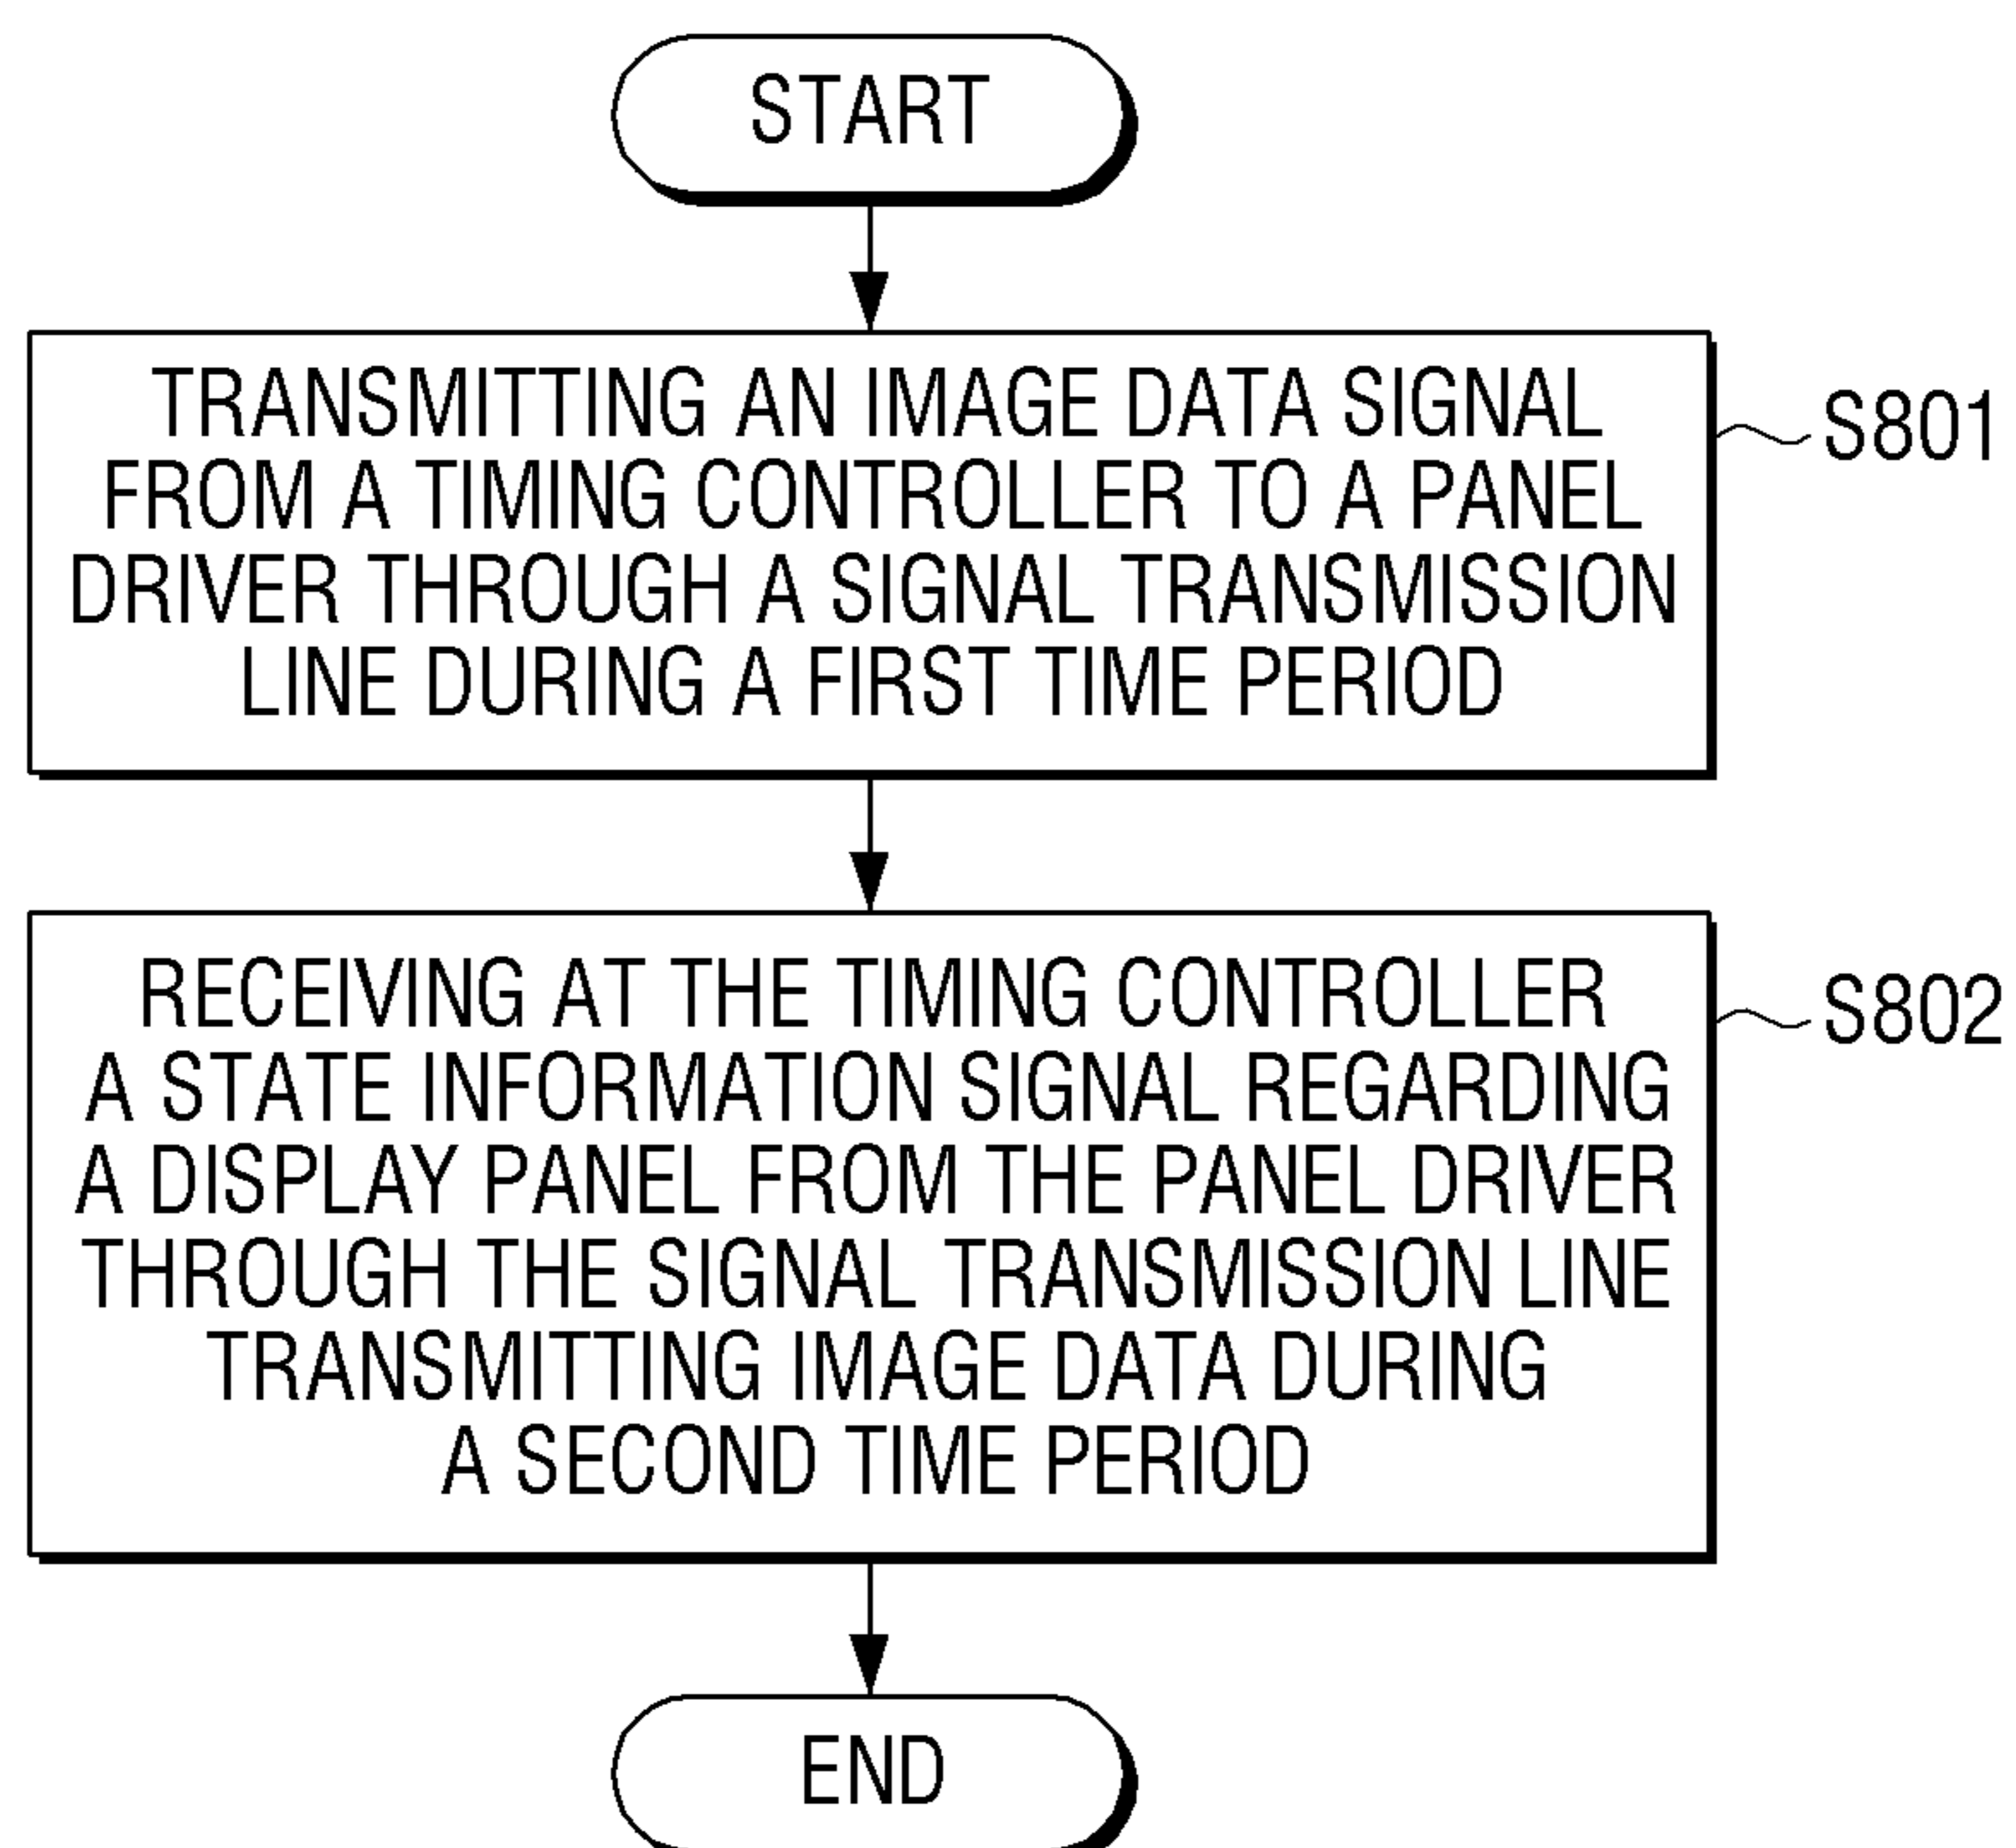 START
TRANSMITTING AN IMAGE DATA SIGNAL
FROM A TIMING CONTROLLER TO A PANEL
DRIVER THROUGH A SIGNAL TRANSMISSION
LINE DURING A FIRST TIME PERIOD
S801
RECEIVING AT THE TIMING CONTROLLER
A STATE INFORMATION SIGNAL REGARDING
A DISPLAY PANEL FROM THE PANEL DRIVER
THROUGH THE SIGNAL TRANSMISSION LINE
TRANSMITTING IMAGE DATA DURING
A SECOND TIME PERIOD
S802
END